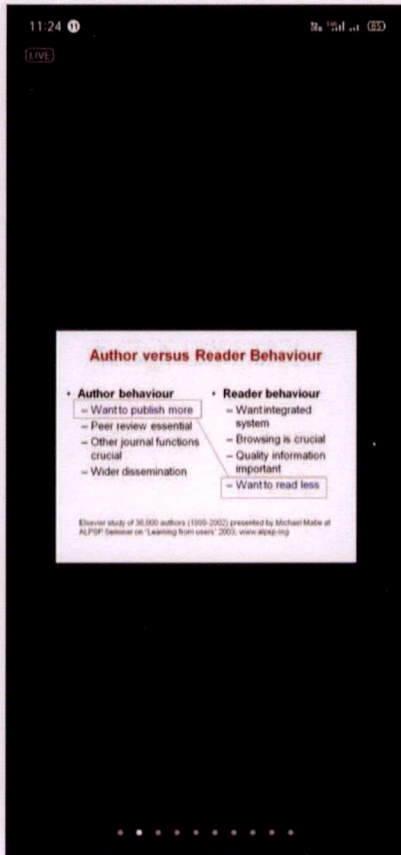 11:24 11
85
LIVE
Author versus Reader Behaviour
• Author behaviour
– Want to publish more
– Peer review essential
– Other journal functions
crucial
– Wider dissemination
• Reader behaviour
– Want integrated
system
– Browsing is crucial
– Quality information
important
– Want to read less
Elsevier study of 36,000 authors (1999-2002) presented by Michael Mabe at
ALPSP Seminar on "Learning from users" 2003, www.alpsp.org